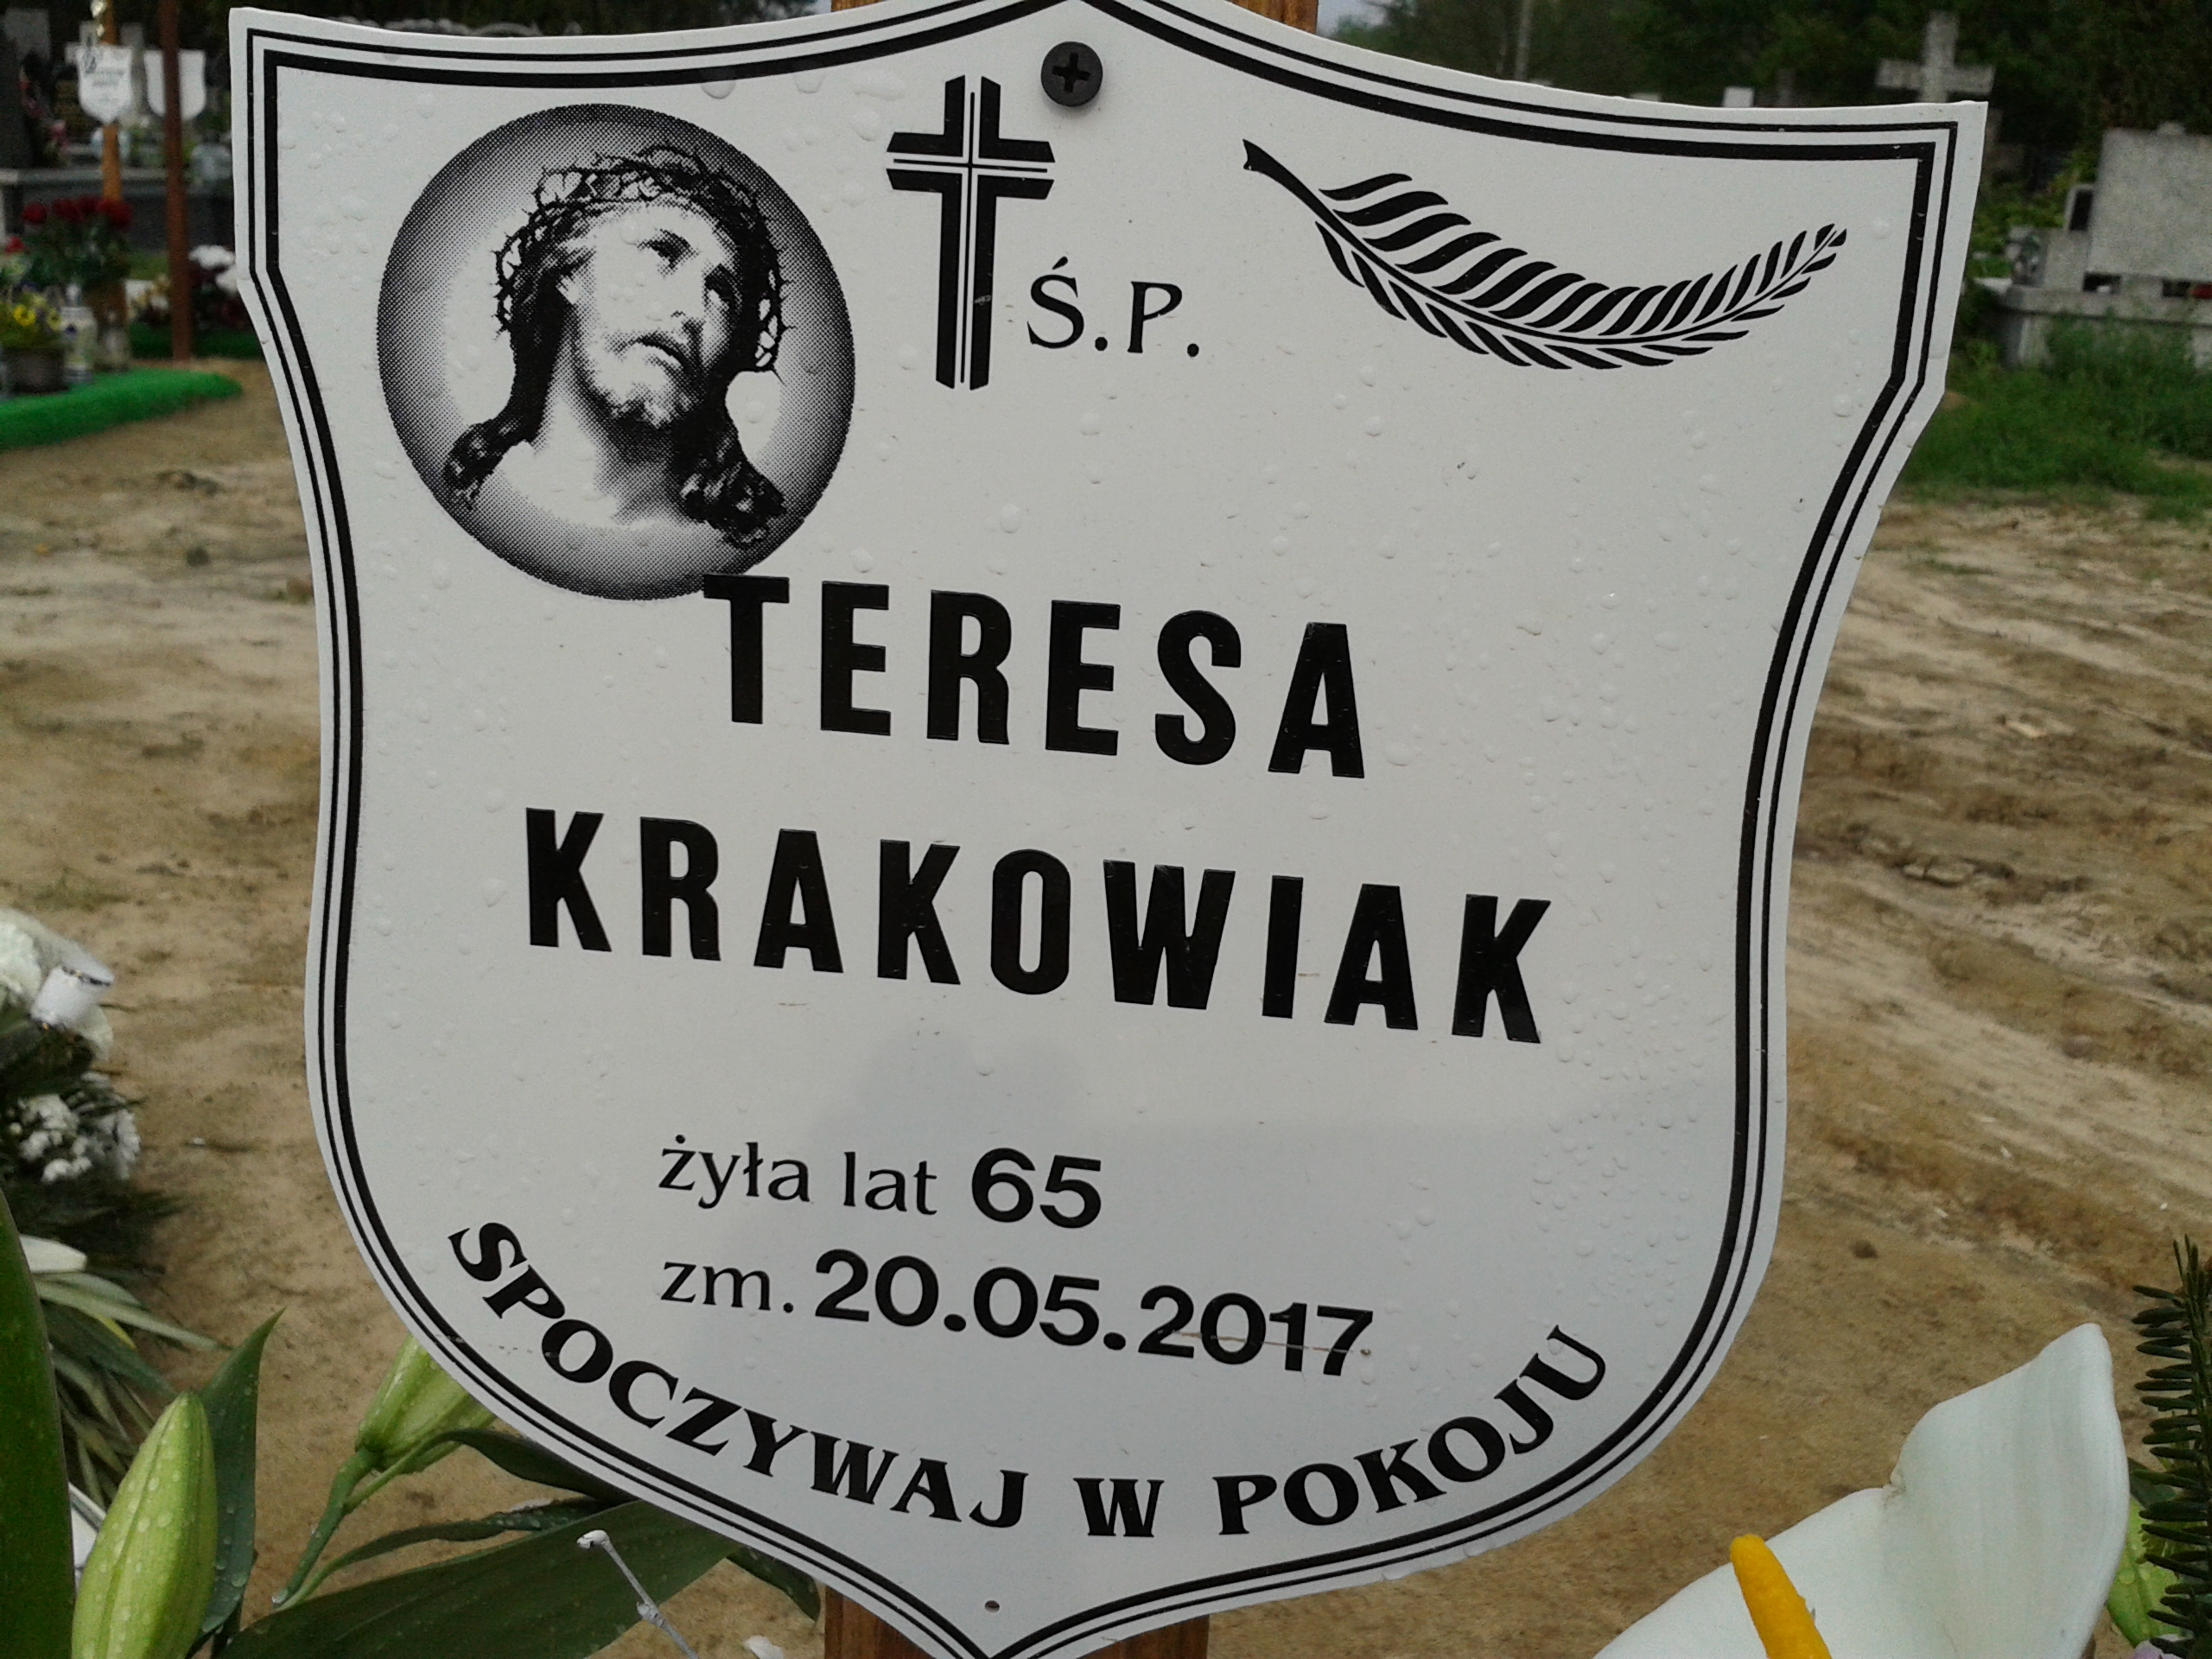 Ś.P.
TERESA
KRAKOWIAK
żyła lat 65
zm. 20.05.2017
SPOCZYWAJ W POKOJU